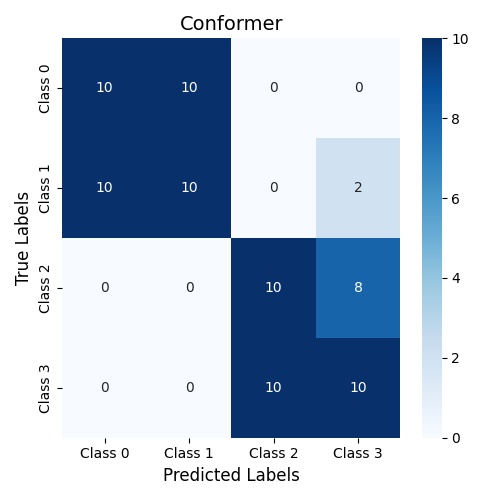 Conformer
10
Class 0 10 10 0 0
8
Class 1 10 10 0 2
6
True Labels
4
Class 2 0 0 10 8
2
Class 3 0 0 10 10
0
Class 0 Class 1 Class 2 Class 3
Predicted Labels